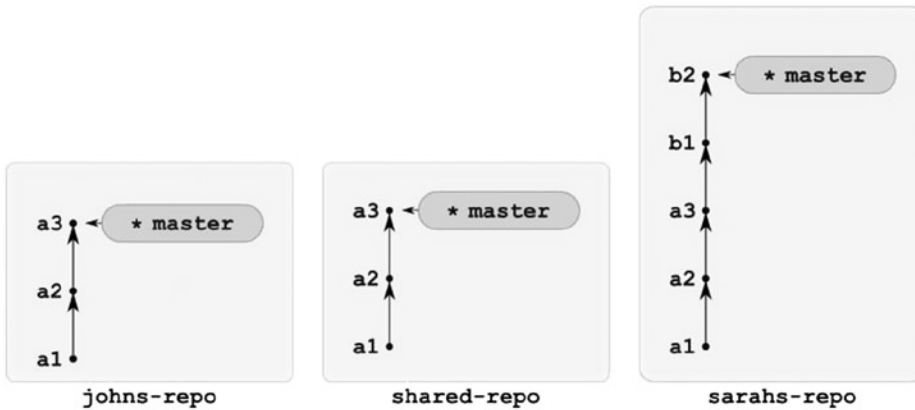 a3
* master
a2
a1
johns-repo
a3
* master
a2
a1
shared-repo
b2
* master
b1
a3
a2
a1
sarahs-repo